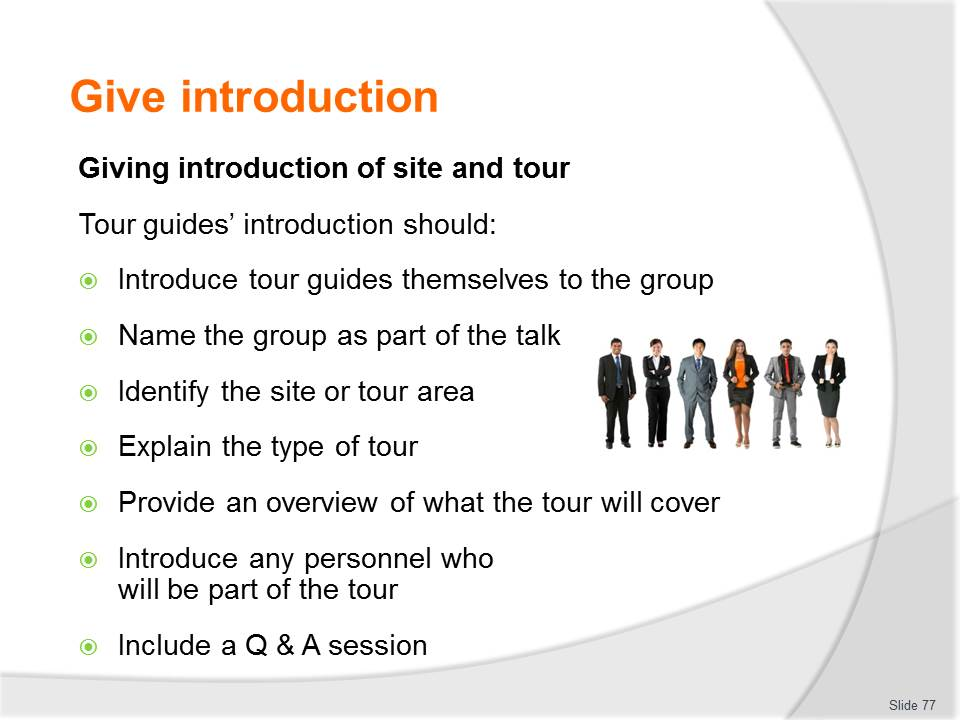 Give introduction
Giving introduction of site and tour
Tour guides’ introduction should:
Introduce tour guides themselves to the group
Name the group as part of the talk
Identify the site or tour area
Explain the type of tour
Provide an overview of what the tour will cover
Introduce any personnel who
will be part of the tour
Include a Q & A session
Slide 77